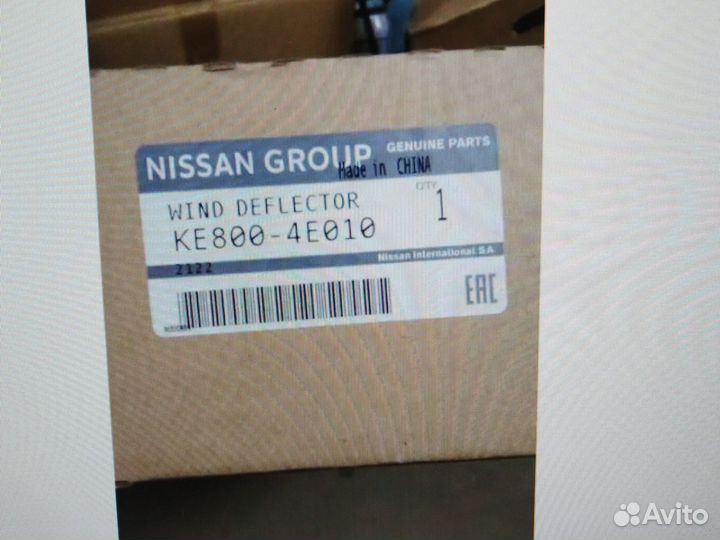 NISSAN GROUP
GENUINE PARTS
Made in CHINA
WIND DEFLECTOR
QTY
1
KE800-4E010
Nissan International S.A.
2122
EAC
Avito